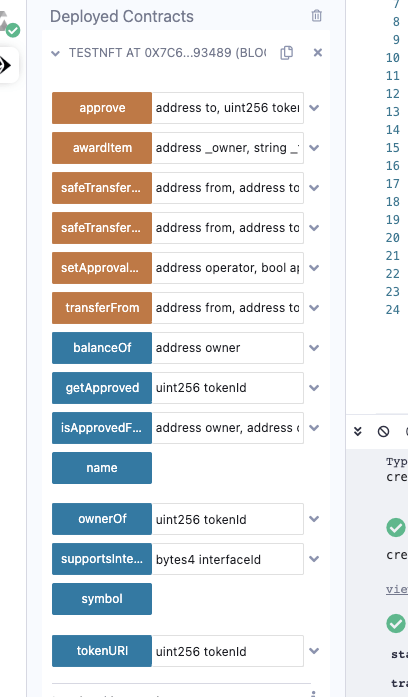 Deployed Contracts
TESTNFT AT 0X7C6...93489 (BLOC
approve address to, uint256 token
awardItem address _owner, string _
safeTransfer... address from, address to
safeTransfer... address from, address to
setApproval... address operator, bool ap
transferFrom address from, address to
balanceOf address owner
getApproved uint256 tokenId
isApprovedF... address owner, address o
name
ownerOf uint256 tokenId
supportsInte... bytes4 interfaceId
symbol
tokenURI uint256 tokenId
7
8
9
10
11
12
13
14
15
16
17
18
19
20
21
22
23
24
Typ
cre
cre
vie
sta
tra